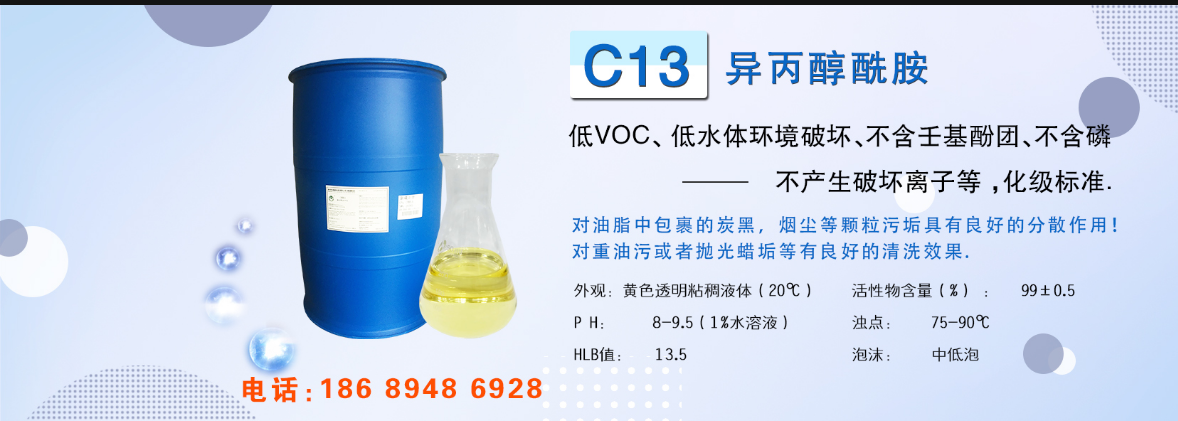 C13 异丙醇酰胺
低VOC、低水体环境破坏、不含壬基酚团、不含磷
—— 不产生破坏离子等，化级标准.
对油脂中包裹的炭黑，烟尘等颗粒污垢具有良好的分散作用！
对重油污或者抛光蜡垢等有良好的清洗效果.
外观：黄色透明粘稠液体（20℃） 活性物含量（%）： 99±0.5
P H： 8-9.5（1%水溶液） 浊点： 75-90℃
HLB值： 13.5 泡沫： 中低泡
电话:186 8948 6928